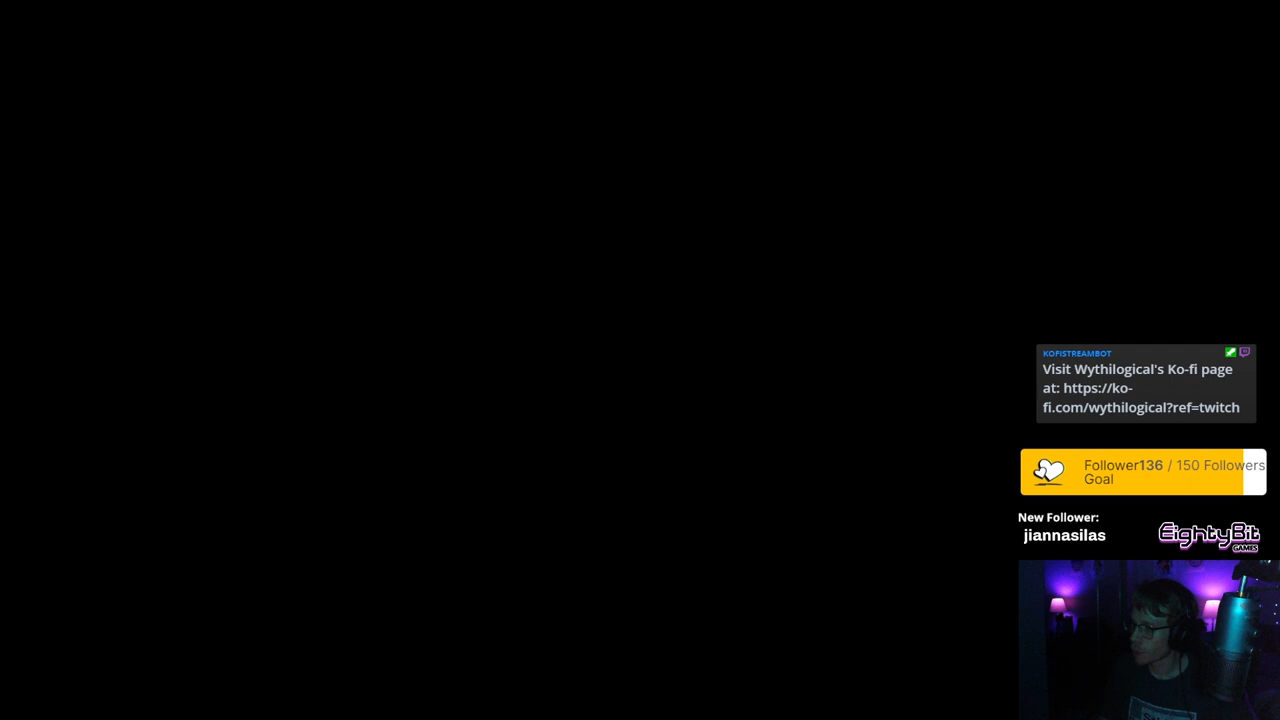 KOFISTREAMBOT
Visit Wythilogical's Ko-fi page
at: https://ko-
fi.com/wythilogical?ref=twitch
Follower136 / 150 Followers
Goal
New Follower:
jiannasilas
EightyBit
GAMES